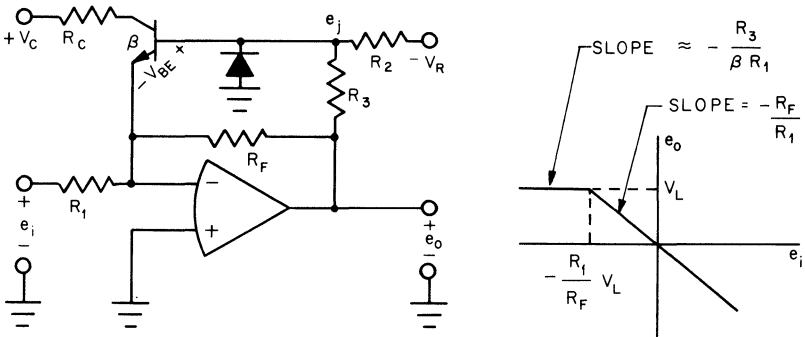 + V_C
R_C
β
- V_BE +
e_j
R_2
- V_R
R_3
R_F
R_1
−
+
+
e_i
−
+
e_o
−
SLOPE ≈ - R_3 / β R_1
SLOPE = - R_F / R_1
e_o
V_L
e_i
- R_1 / R_F V_L